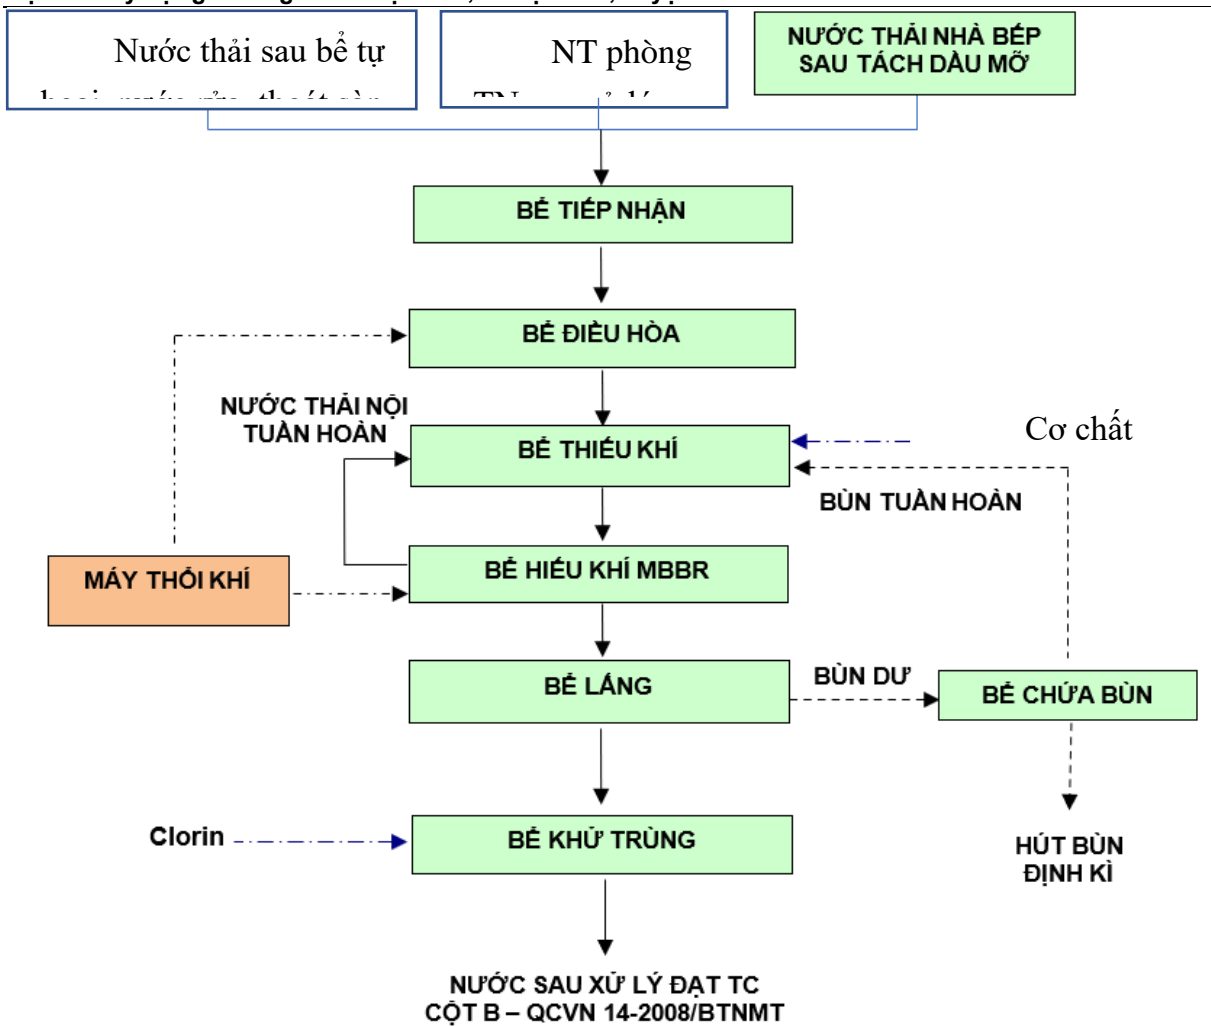 Nước thải sau bể tự
NT phòng
NƯỚC THẢI NHÀ BẾP
SAU TÁCH DẦU MỠ
BỂ TIẾP NHẬN
BỂ ĐIỀU HÒA
NƯỚC THẢI NỘI
TUẦN HOÀN
BỂ THIẾU KHÍ
Cơ chất
BÙN TUẦN HOÀN
MÁY THỔI KHÍ
BỂ HIẾU KHÍ MBBR
BỂ LẮNG
BÙN DƯ
BỂ CHỨA BÙN
Clorin
BỂ KHỬ TRÙNG
HÚT BÙN
ĐỊNH KÌ
NƯỚC SAU XỬ LÝ ĐẠT TC
CỘT B – QCVN 14-2008/BTNMT